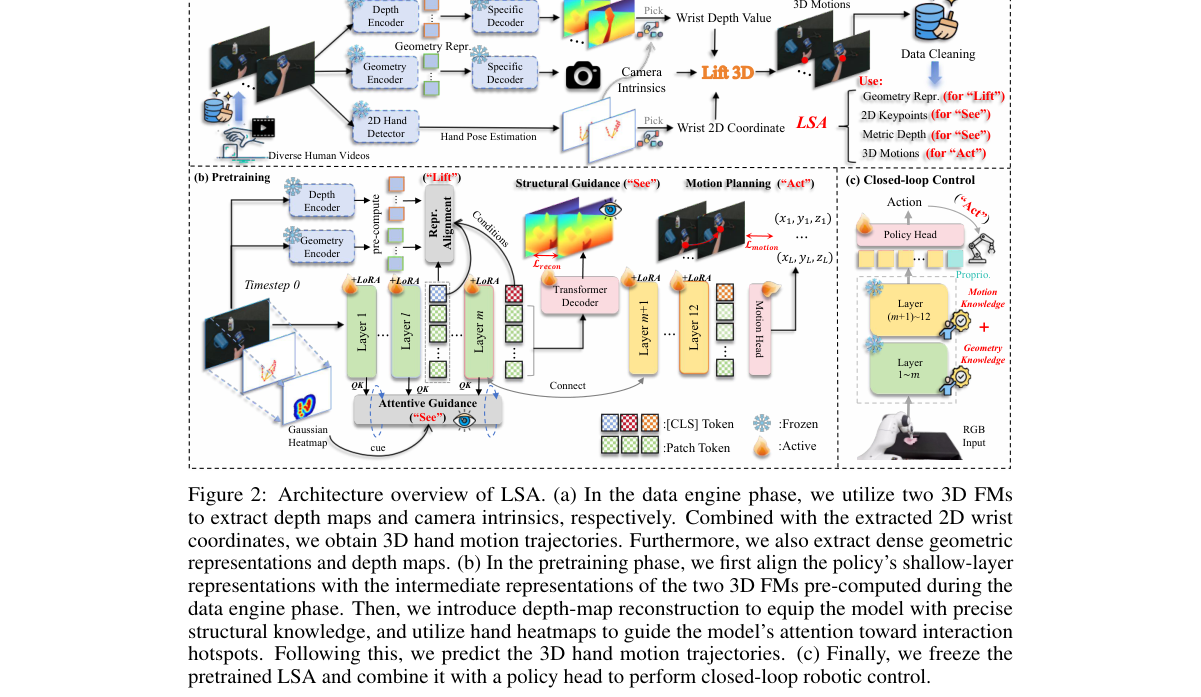 3D Motions
Depth
Encoder
Specific
Decoder
Pick
Wrist Depth Value
Geometry Repr.
Data Cleaning
Geometry
Encoder
Specific
Decoder
Camera
Intrinsics
Lift 3D
Use:
Geometry Repr. (for “Lift”)
2D Keypoints (for “See”)
Metric Depth (for “See”)
3D Motions (for “Act”)
LSA
2D Hand
Detector
Hand Pose Estimation
Pick
Wrist 2D Coordinate
Diverse Human Videos
(b) Pretraining
(“Lift”)
Structural Guidance (“See”)
Motion Planning (“Act”)
(c) Closed-loop Control
Depth
Encoder
Geometry
Encoder
pre-compute
Repr.
Alignment
Conditions
ℒrecon
ℒmotion
(x₁, y₁, z₁)
...
(xL, yL, zL)
Action
(“Act”)
Policy Head
Proprio.
Timestep 0
+LoRA
+LoRA
+LoRA
+LoRA
+LoRA
Layer 1
...
Layer l
...
Layer m
Transformer
Decoder
Layer m+1
...
Layer 12
Motion Head
Layer
(m+1)~12
Motion
Knowledge
+
Geometry
Knowledge
Layer
1~m
QK
QK
QK
Connect
Attentive Guidance
(“See”)
Gaussian
Heatmap
cue
:[CLS] Token
:Frozen
:Patch Token
:Active
RGB
Input
Figure 2: Architecture overview of LSA. (a) In the data engine phase, we utilize two 3D FMs
to extract depth maps and camera intrinsics, respectively. Combined with the extracted 2D wrist
coordinates, we obtain 3D hand motion trajectories. Furthermore, we also extract dense geometric
representations and depth maps. (b) In the pretraining phase, we first align the policy’s shallow-layer
representations with the intermediate representations of the two 3D FMs pre-computed during the
data engine phase. Then, we introduce depth-map reconstruction to equip the model with precise
structural knowledge, and utilize hand heatmaps to guide the model’s attention toward interaction
hotspots. Following this, we predict the 3D hand motion trajectories. (c) Finally, we freeze the
pretrained LSA and combine it with a policy head to perform closed-loop robotic control.